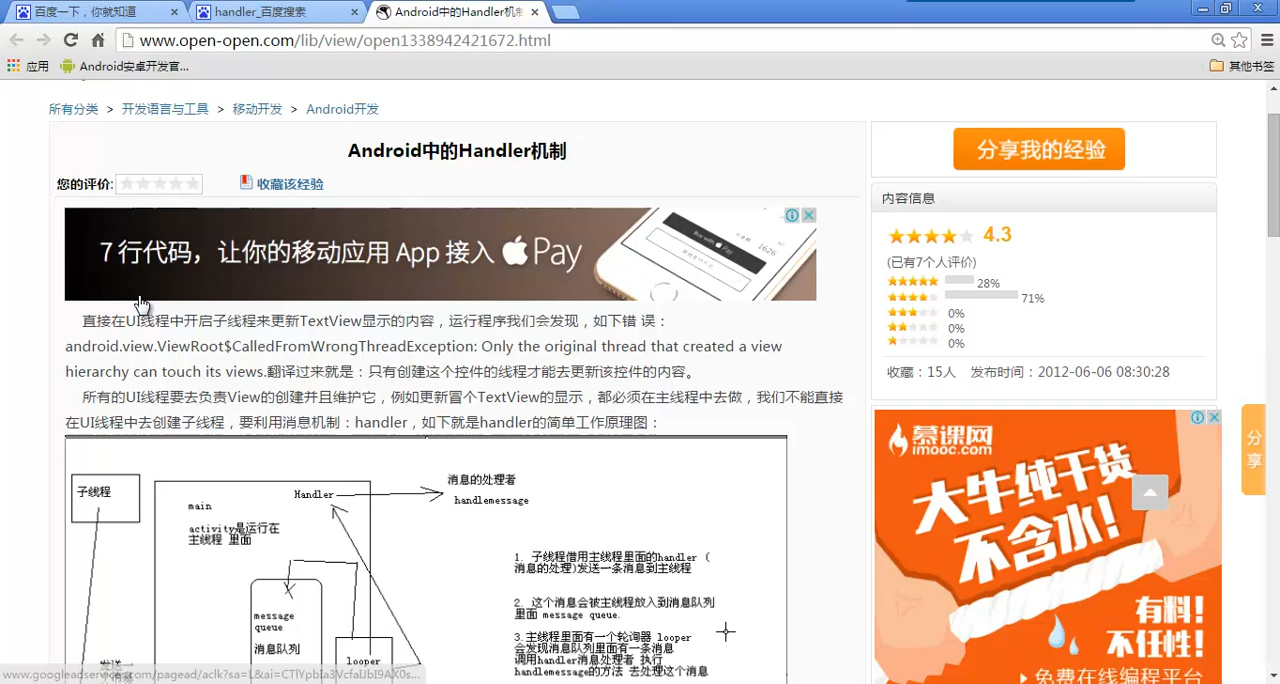 百度一下，你就知道
handler_百度搜索
Android中的Handler机制
www.open-open.com/lib/view/open1338942421672.html
应用
Android安卓开发官...
其他书签
所有分类 > 开发语言与工具 > 移动开发 > Android开发
Android中的Handler机制
您的评价:
收藏该经验
7 行代码，让你的移动应用 App 接入 Pay
直接在UI线程中开启子线程来更新TextView显示的内容，运行程序我们会发现，如下错 误：
android.view.ViewRoot$CalledFromWrongThreadException: Only the original thread that created a view
hierarchy can touch its views.翻译过来就是：只有创建这个控件的线程才能去更新该控件的内容。
所有的UI线程要去负责View的创建并且维护它，例如更新冒个TextView的显示，都必须在主线程中去做，我们不能直接
在UI线程中去创建子线程，要利用消息机制：handler，如下就是handler的简单工作原理图：
子线程
main
activity是运行在
主线程 里面
Handler
消息的处理者
handlemessage
message
queue
消息队列
looper
发送一
1. 子线程借用主线程里面的handler (
消息的处理)发送一条消息到主线程
2. 这个消息会被主线程放入到消息队列
里面 message queue.
3.主线程里面有一个轮询器 looper
会发现消息队列里面有一条消息
调用handler消息处理者 执行
handlemessage的方法 去处理这个消息
分享我的经验
内容信息
4.3
(已有7个人评价)
28%
71%
0%
0%
0%
收藏：15人 发布时间：2012-06-06 08:30:28
慕课网
imooc.com
大牛纯干货
不含水!
有料!
不任性!
免费在线编程平台
分享